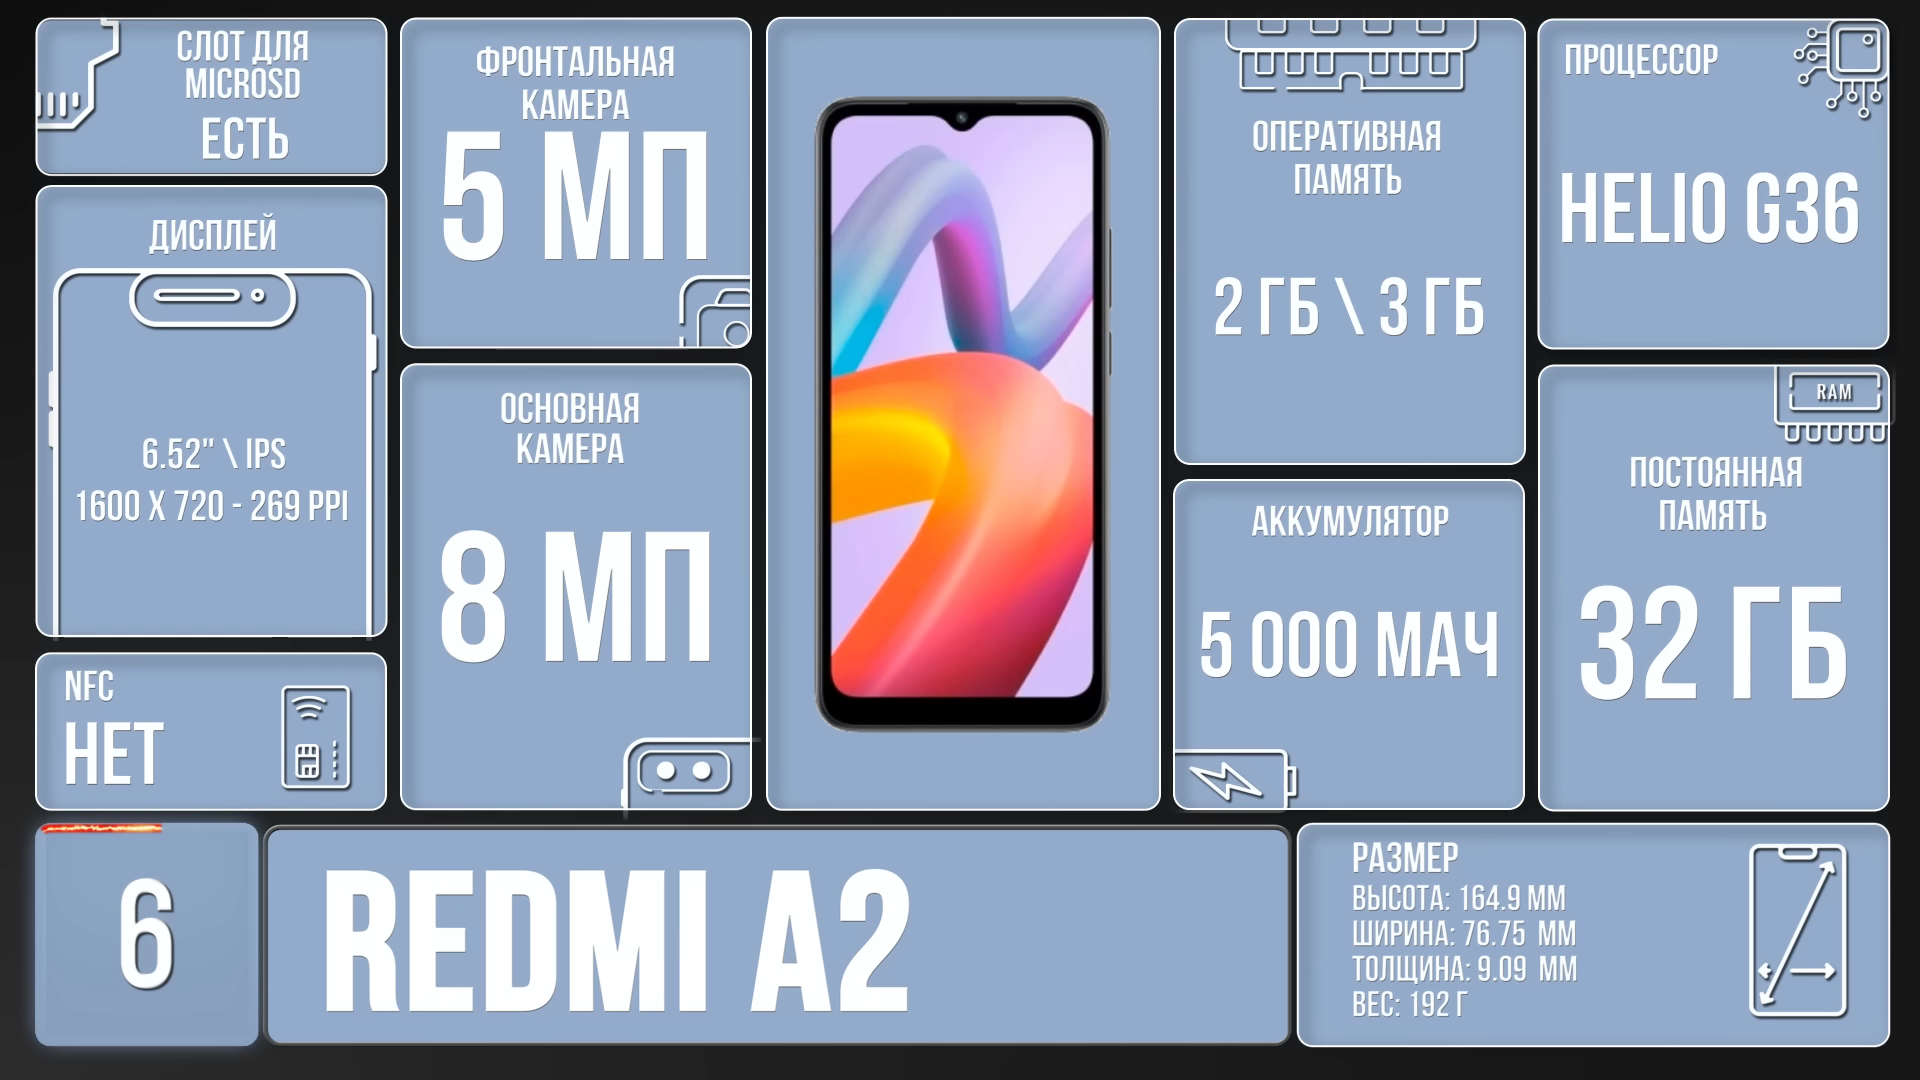 СЛОТ ДЛЯ
MICROSD
ЕСТЬ
ДИСПЛЕЙ
6.52" \ IPS
1600 X 720 - 269 PPI
NFC
НЕТ
ФРОНТАЛЬНАЯ
КАМЕРА
5 МП
ОСНОВНАЯ
КАМЕРА
8 МП
ОПЕРАТИВНАЯ
ПАМЯТЬ
2 ГБ \ 3 ГБ
АККУМУЛЯТОР
5 000 МАЧ
ПРОЦЕССОР
HELIO G36
RAM
ПОСТОЯННАЯ
ПАМЯТЬ
32 ГБ
6
REDMI A2
РАЗМЕР
ВЫСОТА: 164.9 ММ
ШИРИНА: 76.75 ММ
ТОЛЩИНА: 9.09 ММ
ВЕС: 192 Г